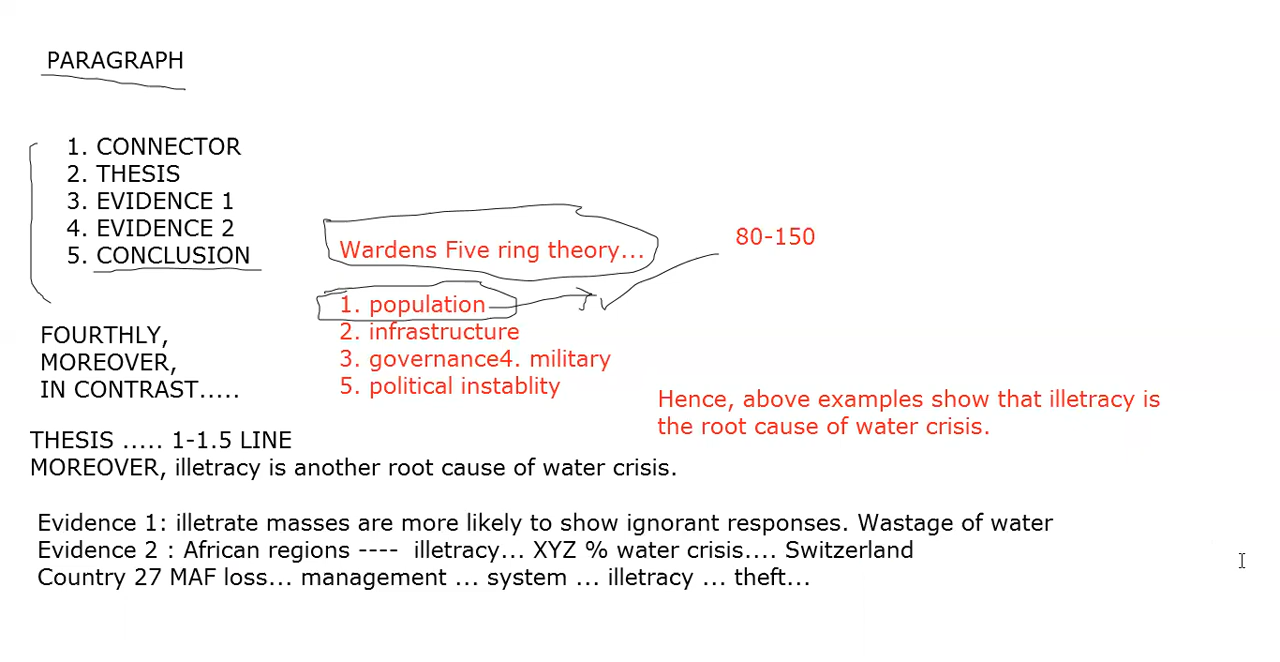 PARAGRAPH
1. CONNECTOR
2. THESIS
3. EVIDENCE 1
4. EVIDENCE 2
5. CONCLUSION
FOURTHLY,
MOREOVER,
IN CONTRAST.....
Wardens Five ring theory...
1. population
2. infrastructure
3. governance4. military
5. political instablity
80-150
Hence, above examples show that illetracy is
the root cause of water crisis.
THESIS ..... 1-1.5 LINE
MOREOVER, illetracy is another root cause of water crisis.
Evidence 1: illetrate masses are more likely to show ignorant responses. Wastage of water
Evidence 2 : African regions ---- illetracy... XYZ % water crisis.... Switzerland
Country 27 MAF loss... management ... system ... illetracy ... theft...